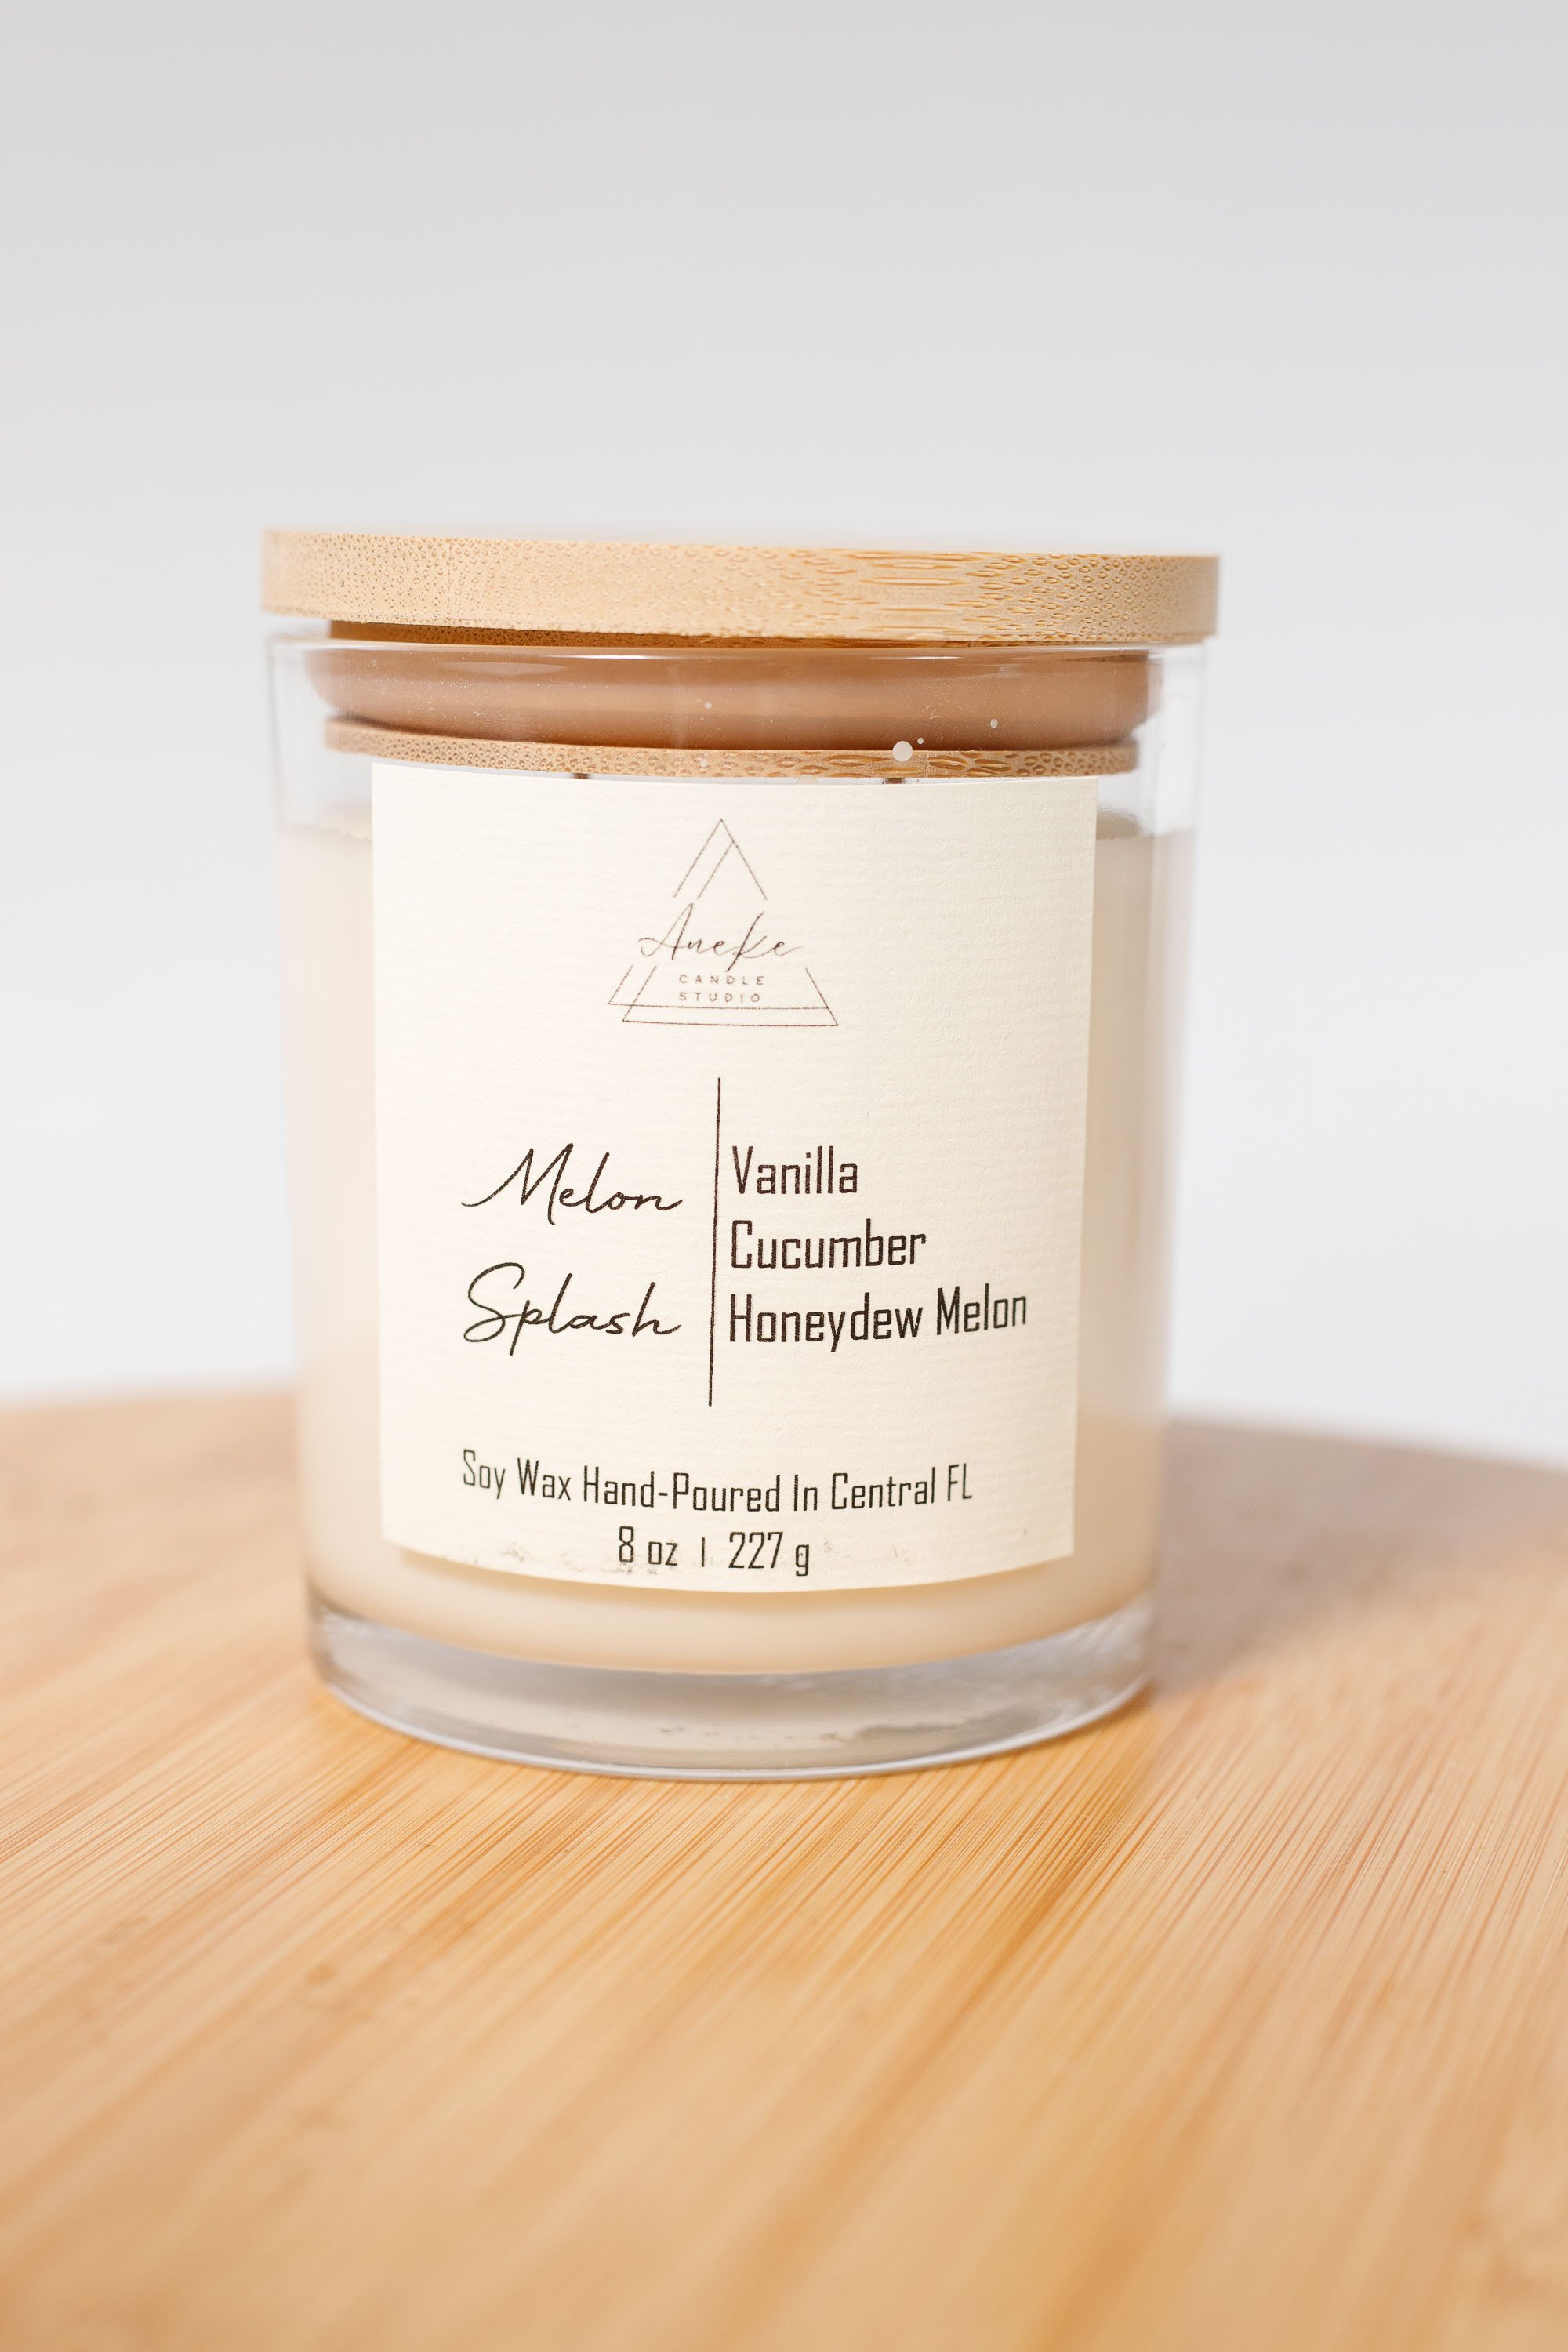 Aneke
CANDLE
STUDIO
Melon
Splash
Vanilla
Cucumber
Honeydew Melon
Soy Wax Hand-Poured In Central FL
8 oz | 227 g